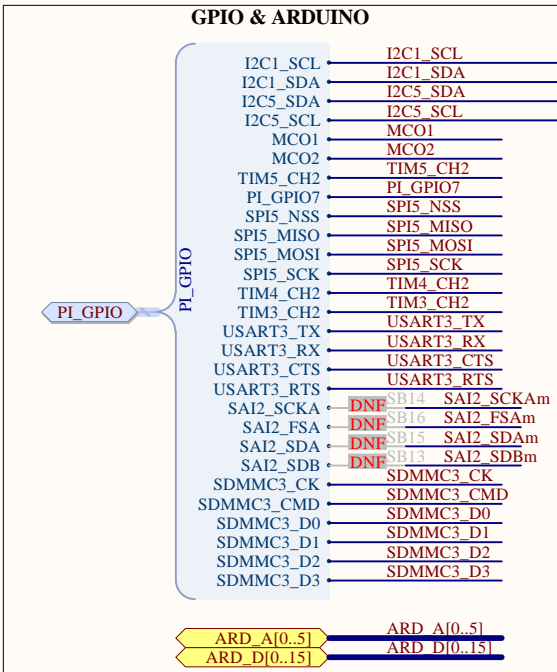 GPIO & ARDUINO
I2C1_SCL I2C1_SCL
I2C1_SDA I2C1_SDA
I2C5_SDA I2C5_SDA
I2C5_SCL I2C5_SCL
MCO1 MCO1
MCO2 MCO2
TIM5_CH2 TIM5_CH2
PI_GPIO7 PI_GPIO7
SPI5_NSS SPI5_NSS
SPI5_MISO SPI5_MISO
SPI5_MOSI SPI5_MOSI
SPI5_SCK SPI5_SCK
TIM4_CH2 TIM4_CH2
PI_GPIO PI_GPIO TIM3_CH2 TIM3_CH2
USART3_TX USART3_TX
USART3_RX USART3_RX
USART3_CTS USART3_CTS
USART3_RTS USART3_RTS
SAI2_SCKA DNF SB14 SAI2_SCKAm
SAI2_FSA DNF SB16 SAI2_FSAm
SAI2_SDA DNF SB15 SAI2_SDAm
SAI2_SDB DNF SB13 SAI2_SDBm
SDMMC3_CK SDMMC3_CK
SDMMC3_CMD SDMMC3_CMD
SDMMC3_D0 SDMMC3_D0
SDMMC3_D1 SDMMC3_D1
SDMMC3_D2 SDMMC3_D2
SDMMC3_D3 SDMMC3_D3
ARD_A[0..5] ARD_A[0..5]
ARD_D[0..15] ARD_D[0..15]